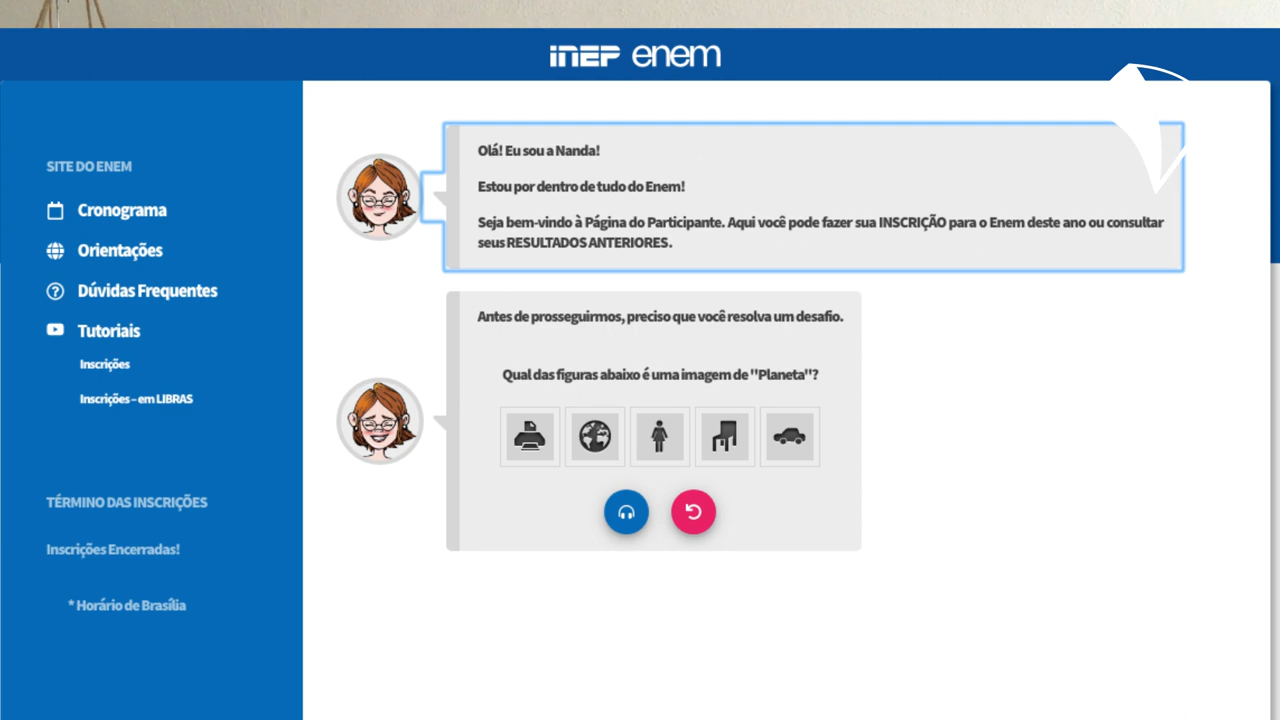 inep enem
SITE DO ENEM
Cronograma
Orientações
Dúvidas Frequentes
Tutoriais
Inscrições
Inscrições – em LIBRAS
TÉRMINO DAS INSCRIÇÕES
Inscrições Encerradas!
* Horário de Brasília
Olá! Eu sou a Nanda!
Estou por dentro de tudo do Enem!
Seja bem-vindo à Página do Participante. Aqui você pode fazer sua INSCRIÇÃO para o Enem deste ano ou consultar
seus RESULTADOS ANTERIORES.
Antes de prosseguirmos, preciso que você resolva um desafio.
Qual das figuras abaixo é uma imagem de "Planeta"?